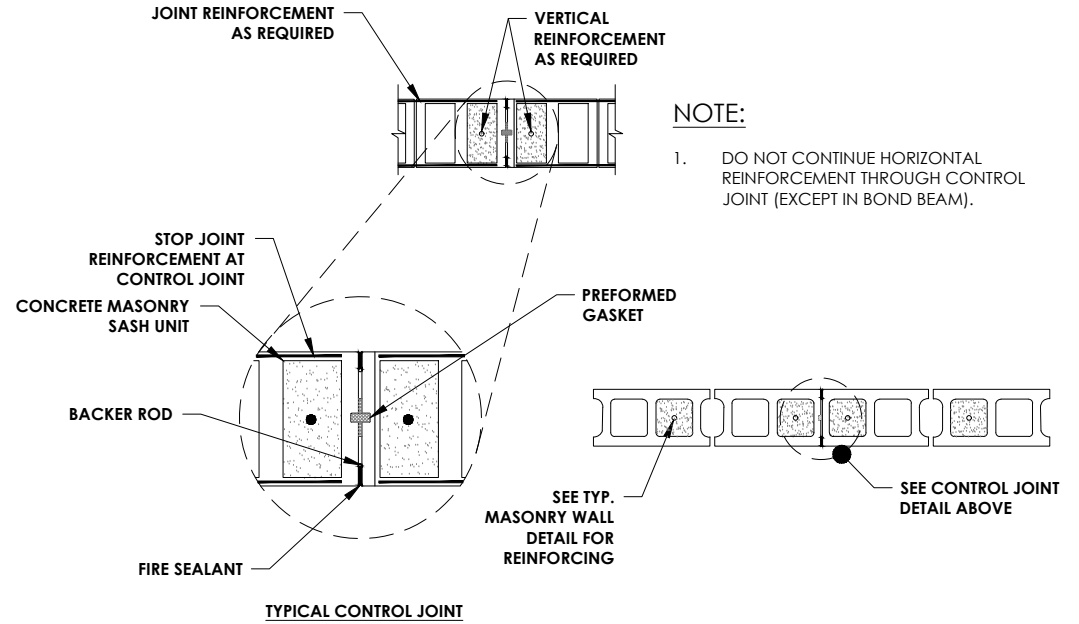 JOINT REINFORCEMENT
AS REQUIRED
VERTICAL
REINFORCEMENT
AS REQUIRED
NOTE:
1. DO NOT CONTINUE HORIZONTAL
REINFORCEMENT THROUGH CONTROL
JOINT (EXCEPT IN BOND BEAM).
STOP JOINT
REINFORCEMENT AT
CONTROL JOINT
CONCRETE MASONRY
SASH UNIT
PREFORMED
GASKET
BACKER ROD
SEE TYP.
MASONRY WALL
DETAIL FOR
REINFORCING
SEE CONTROL JOINT
DETAIL ABOVE
FIRE SEALANT
TYPICAL CONTROL JOINT